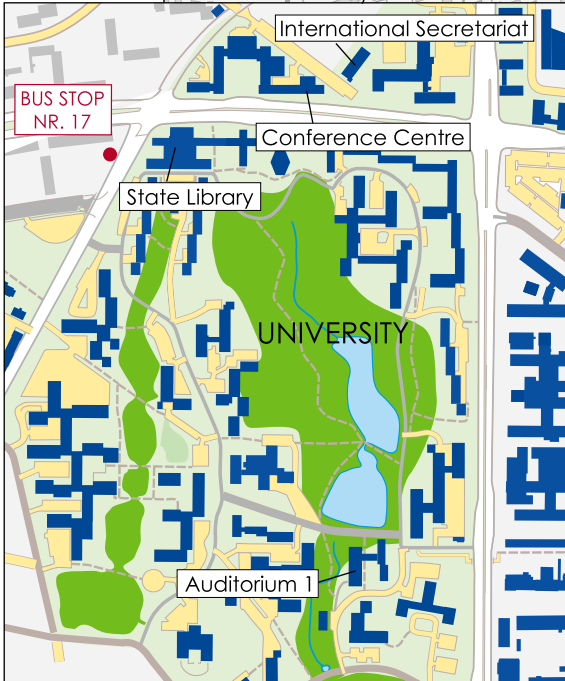 International Secretariat
BUS STOP
NR. 17
Conference Centre
State Library
UNIVERSITY
Auditorium 1